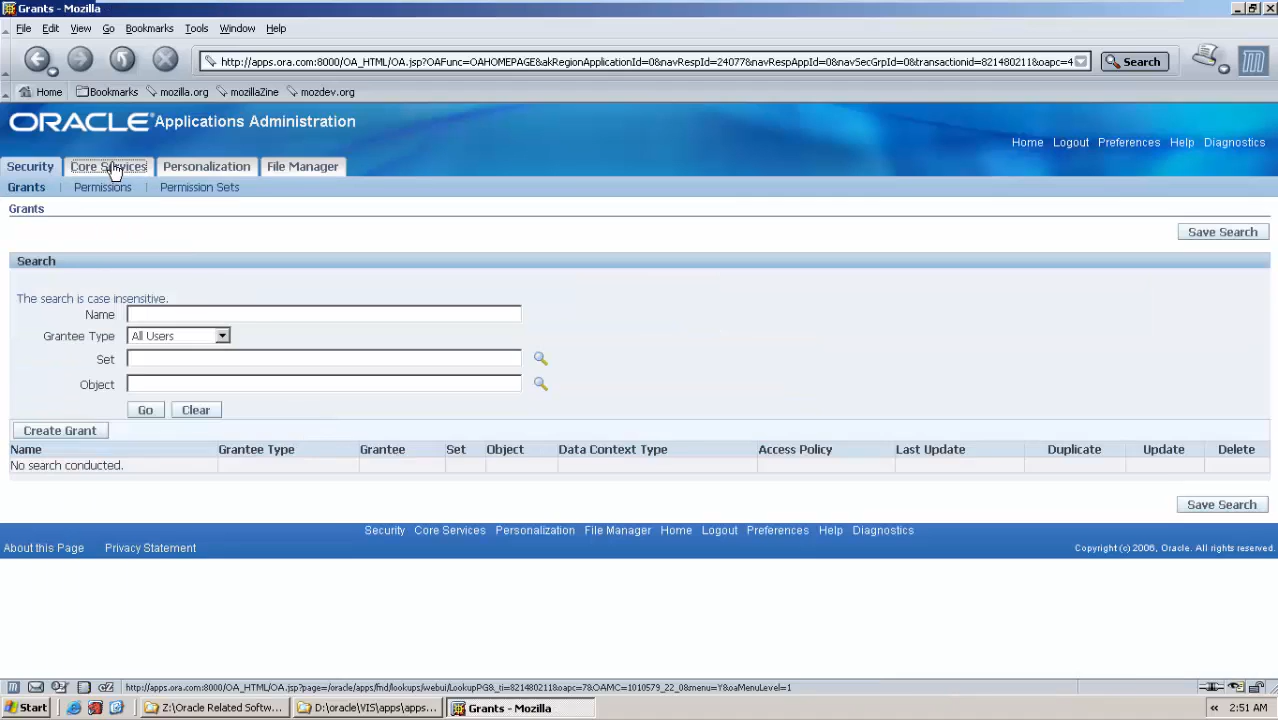 Grants - Mozilla
File Edit View Go Bookmarks Tools Window Help
http://apps.ora.com:8000/OA_HTML/OA.jsp?OAFunc=OAHOMEPAGE&akRegionApplicationId=0&navRespId=24077&navRespAppId=0&navSecGrpId=0&transactionid=821480211&oapc=4 Search
Home Bookmarks mozilla.org mozillaZine mozdev.org
ORACLE Applications Administration
Home Logout Preferences Help Diagnostics
Security Core Services Personalization File Manager
Grants Permissions Permission Sets
Grants
Save Search
Search
The search is case insensitive.
Name
Grantee Type All Users
Set
Object
Go Clear
Create Grant
Name Grantee Type Grantee Set Object Data Context Type Access Policy Last Update Duplicate Update Delete
No search conducted.
Save Search
Security Core Services Personalization File Manager Home Logout Preferences Help Diagnostics
About this Page Privacy Statement Copyright (c) 2006, Oracle. All rights reserved.
http://apps.ora.com:8000/OA_HTML/OA.jsp?page=/oracle/apps/fnd/lookups/webui/LookupPG&_ti=821480211&oapc=7&OAMC=1010579_22_0&menu=Y&oaMenuLevel=1
Start Z:\Oracle Related Softw... D:\oracle\VIS\apps\apps... Grants - Mozilla « 2:51 AM